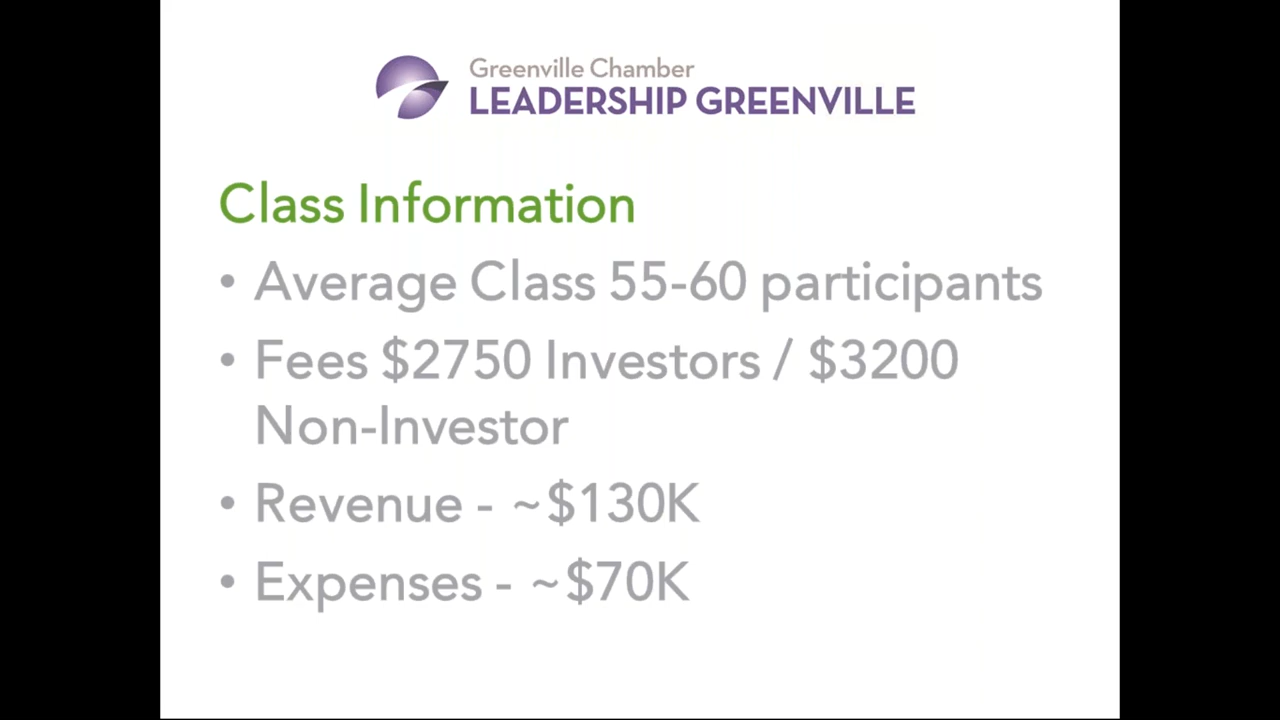 Greenville Chamber
LEADERSHIP GREENVILLE
Class Information
• Average Class 55-60 participants
• Fees $2750 Investors / $3200
Non-Investor
• Revenue - ~$130K
• Expenses - ~$70K